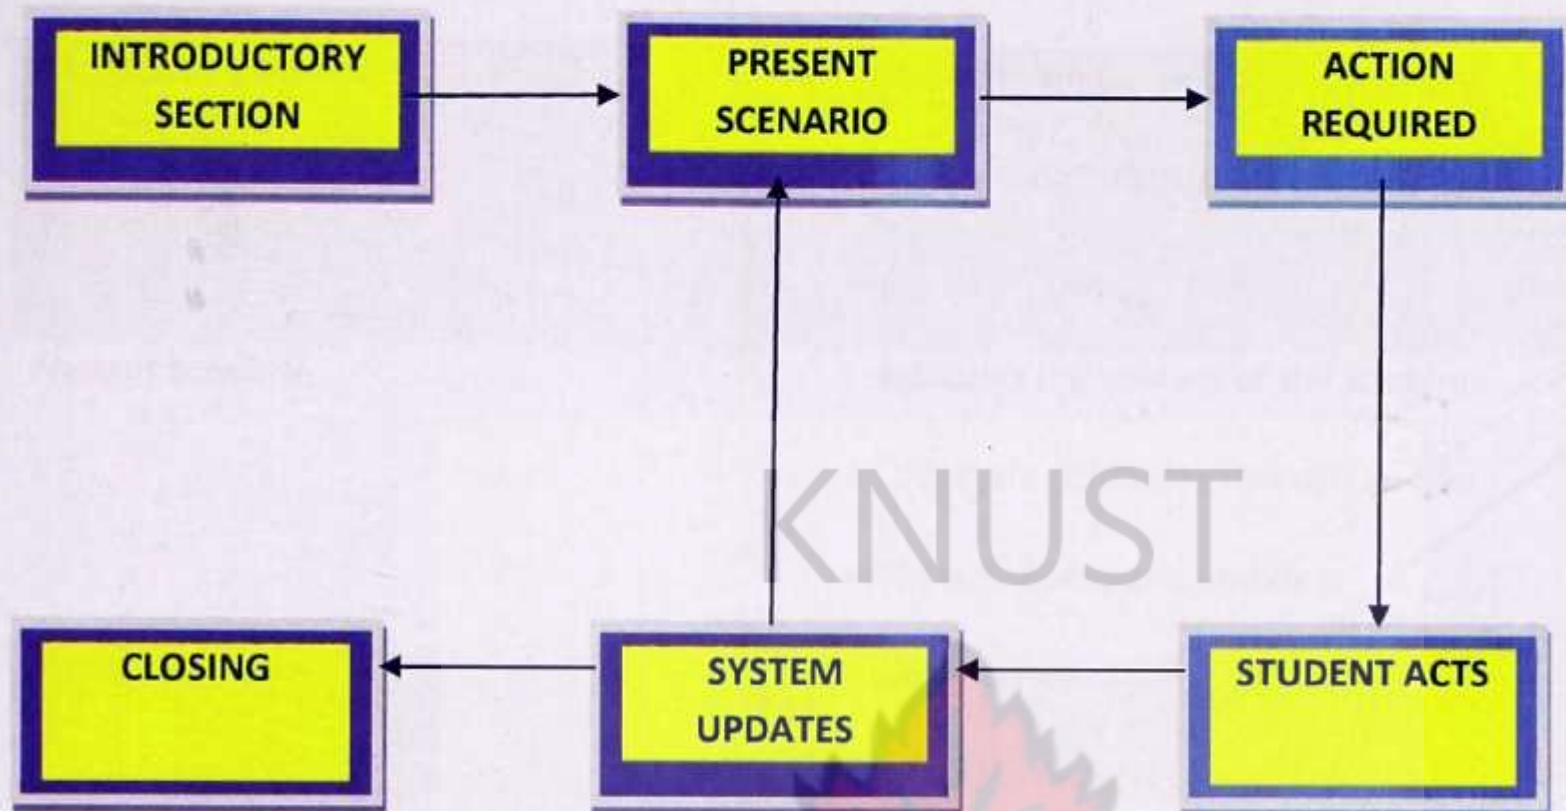 INTRODUCTORY
SECTION
PRESENT
SCENARIO
ACTION
REQUIRED
KNUST
CLOSING
SYSTEM
UPDATES
STUDENT ACTS